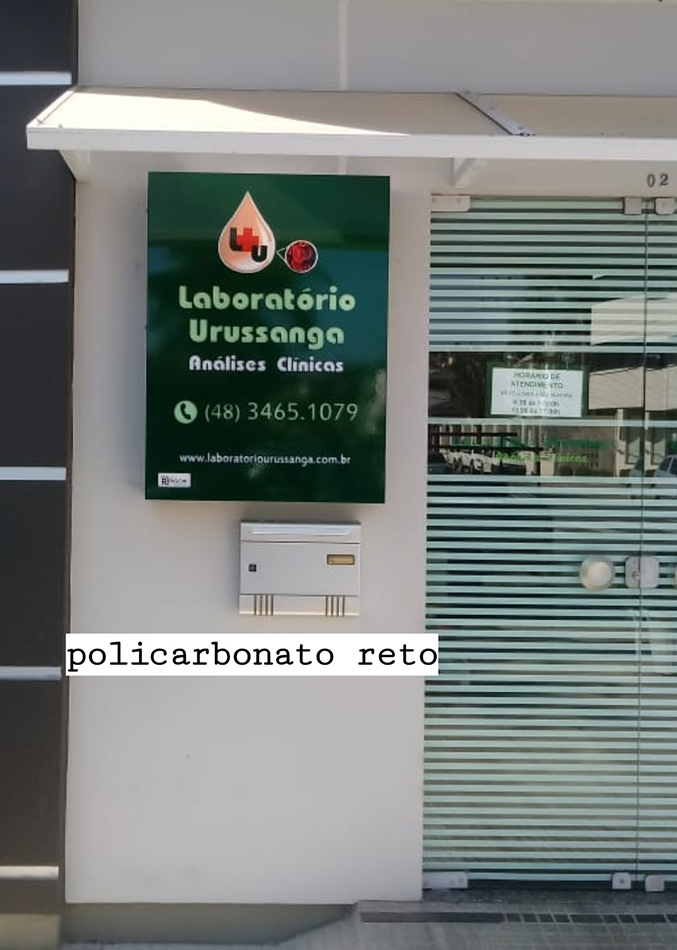 02
L+U
Laboratório
Urussanga
Análises Clínicas
(48) 3465.1079
www.laboratoriourussanga.com.br
HORÁRIO DE
ATENDIMENTO
policarbonato reto